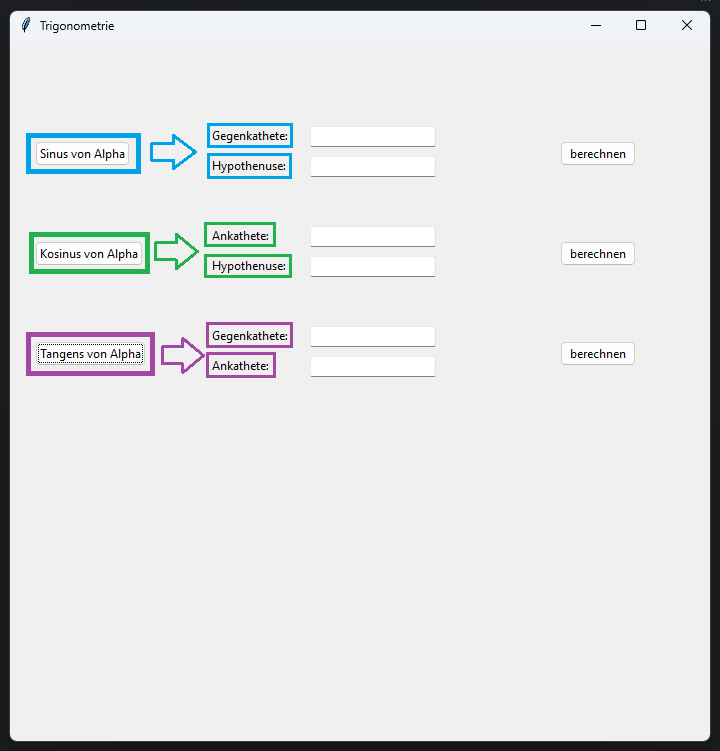 Trigonometrie
Sinus von Alpha
Gegenkathete:
Hypothenuse:
berechnen
Kosinus von Alpha
Ankathete:
Hypothenuse:
berechnen
Tangens von Alpha
Gegenkathete:
Ankathete:
berechnen